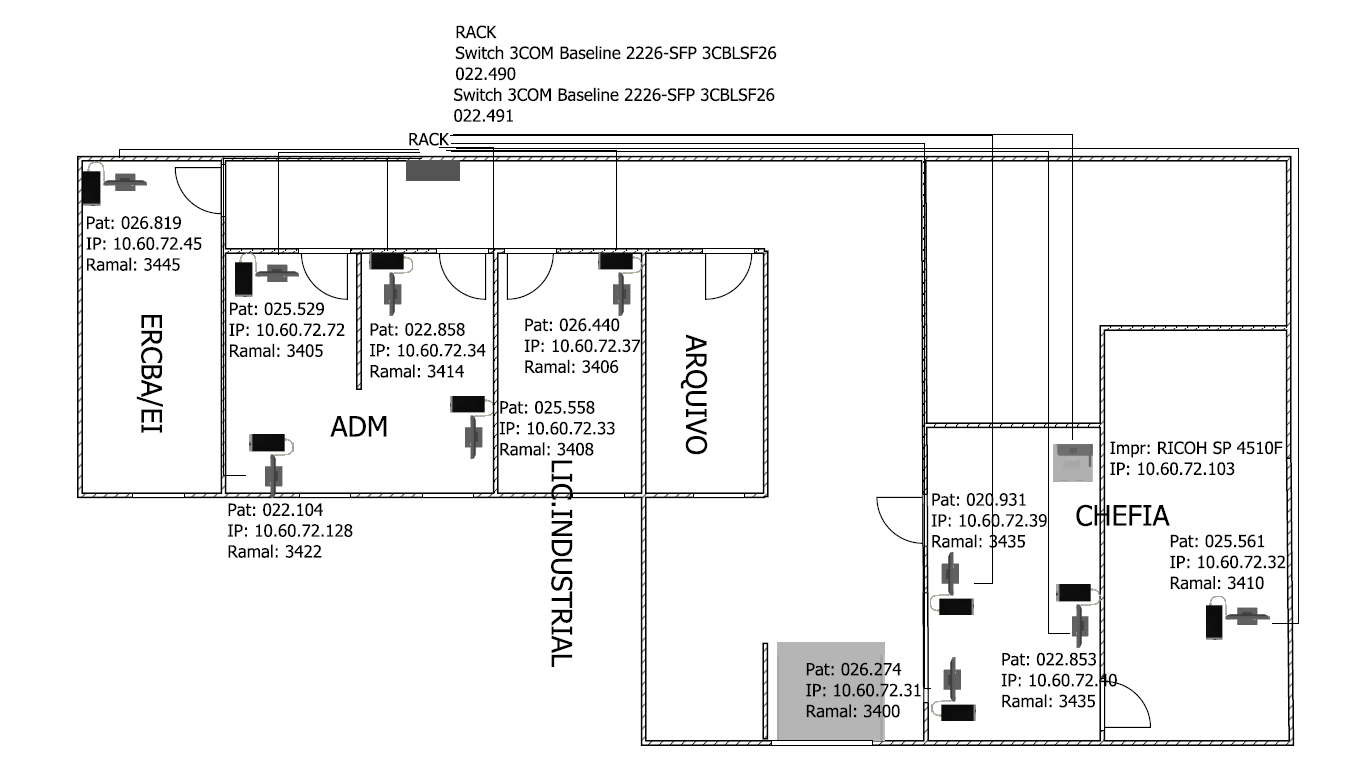 RACK
Switch 3COM Baseline 2226-SFP 3CBLSF26
022.490
Switch 3COM Baseline 2226-SFP 3CBLSF26
022.491
RACK
Pat: 026.819
IP: 10.60.72.45
Ramal: 3445
ERCBA/EI
Pat: 025.529
IP: 10.60.72.72
Ramal: 3405
Pat: 022.858
IP: 10.60.72.34
Ramal: 3414
ADM
Pat: 022.104
IP: 10.60.72.128
Ramal: 3422
Pat: 026.440
IP: 10.60.72.37
Ramal: 3406
Pat: 025.558
IP: 10.60.72.33
Ramal: 3408
LIC.INDUSTRIAL
ARQUIVO
Impr: RICOH SP 4510F
IP: 10.60.72.103
Pat: 020.931
IP: 10.60.72.39
Ramal: 3435
CHEFIA
Pat: 025.561
IP: 10.60.72.32
Ramal: 3410
Pat: 026.274
IP: 10.60.72.31
Ramal: 3400
Pat: 022.853
IP: 10.60.72.40
Ramal: 3435